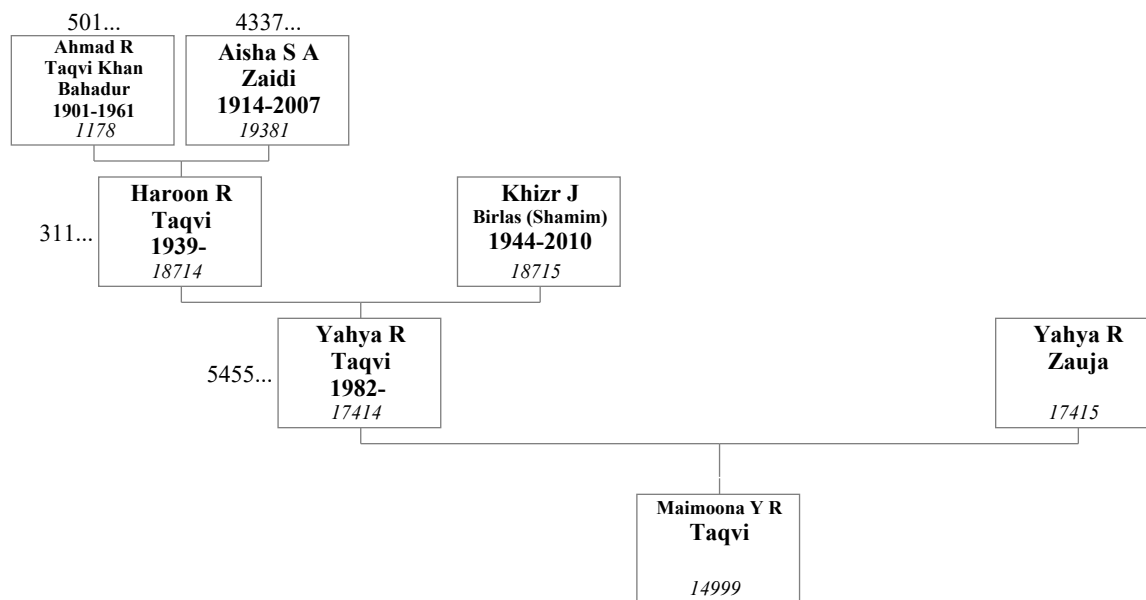 501...
4337...
Ahmad R
Taqvi Khan
Bahadur
1901-1961
1178
Aisha S A
Zaidi
1914-2007
19381
311...
Haroon R
Taqvi
1939-
18714
Khizr J
Birlas (Shamim)
1944-2010
18715
5455...
Yahya R
Taqvi
1982-
17414
Yahya R
Zauja
17415
Maimoona Y R
Taqvi
14999